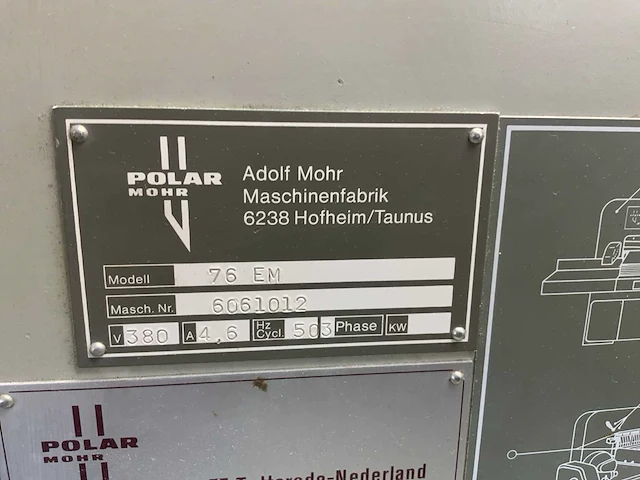 POLAR
MOHR
Adolf Mohr
Maschinenfabrik
6238 Hofheim/Taunus
Modell 76 EM
Masch. Nr. 6061012
V 380 A 4,6 Hz Cycl. 50 3 Phase KW
POLAR
MOHR
Nederland